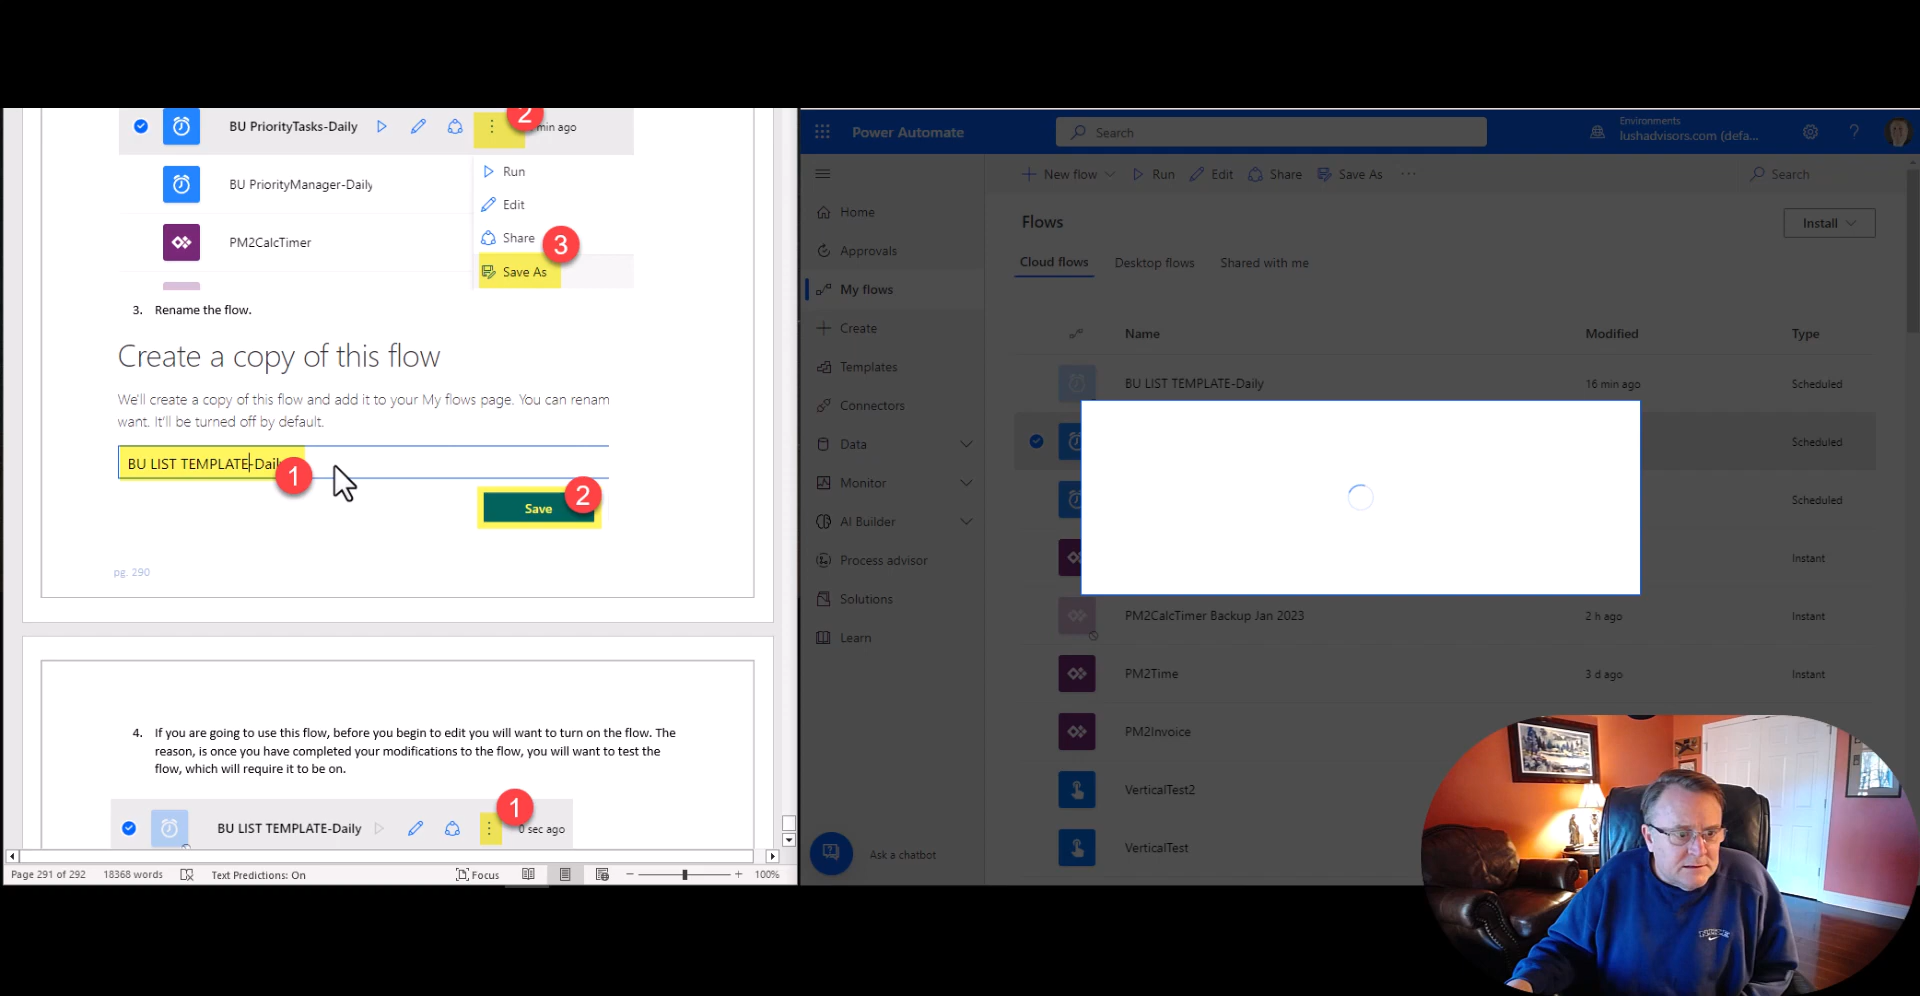 BU PriorityTasks-Daily
2
min ago
Run
BU PriorityManager-Daily
Edit
PM2CalcTimer
Share
3
Save As
3. Rename the flow.
Create a copy of this flow
We'll create a copy of this flow and add it to your My flows page. You can renam
want. It'll be turned off by default.
BU LIST TEMPLATE-Dail
1
2
Save
pg. 290
4. If you are going to use this flow, before you begin to edit you will want to turn on the flow. The
reason, is once you have completed your modifications to the flow, you will want to test the
flow, which will require it to be on.
1
BU LIST TEMPLATE-Daily
0 sec ago
Page 291 of 292
18368 words
Text Predictions: On
Focus
100%
Power Automate
Search
Environments
lushadvisors.com (defa...
?
New flow
Run
Edit
Share
Save As
...
Search
Home
Approvals
My flows
Create
Templates
Connectors
Data
Monitor
AI Builder
Process advisor
Solutions
Learn
Ask a chatbot
Flows
Install
Cloud flows
Desktop flows
Shared with me
Name
Modified
Type
BU LIST TEMPLATE-Daily
16 min ago
Scheduled
Scheduled
Scheduled
Instant
PM2CalcTimer Backup Jan 2023
2 h ago
Instant
PM2Time
3 d ago
Instant
PM2Invoice
VerticalTest2
VerticalTest